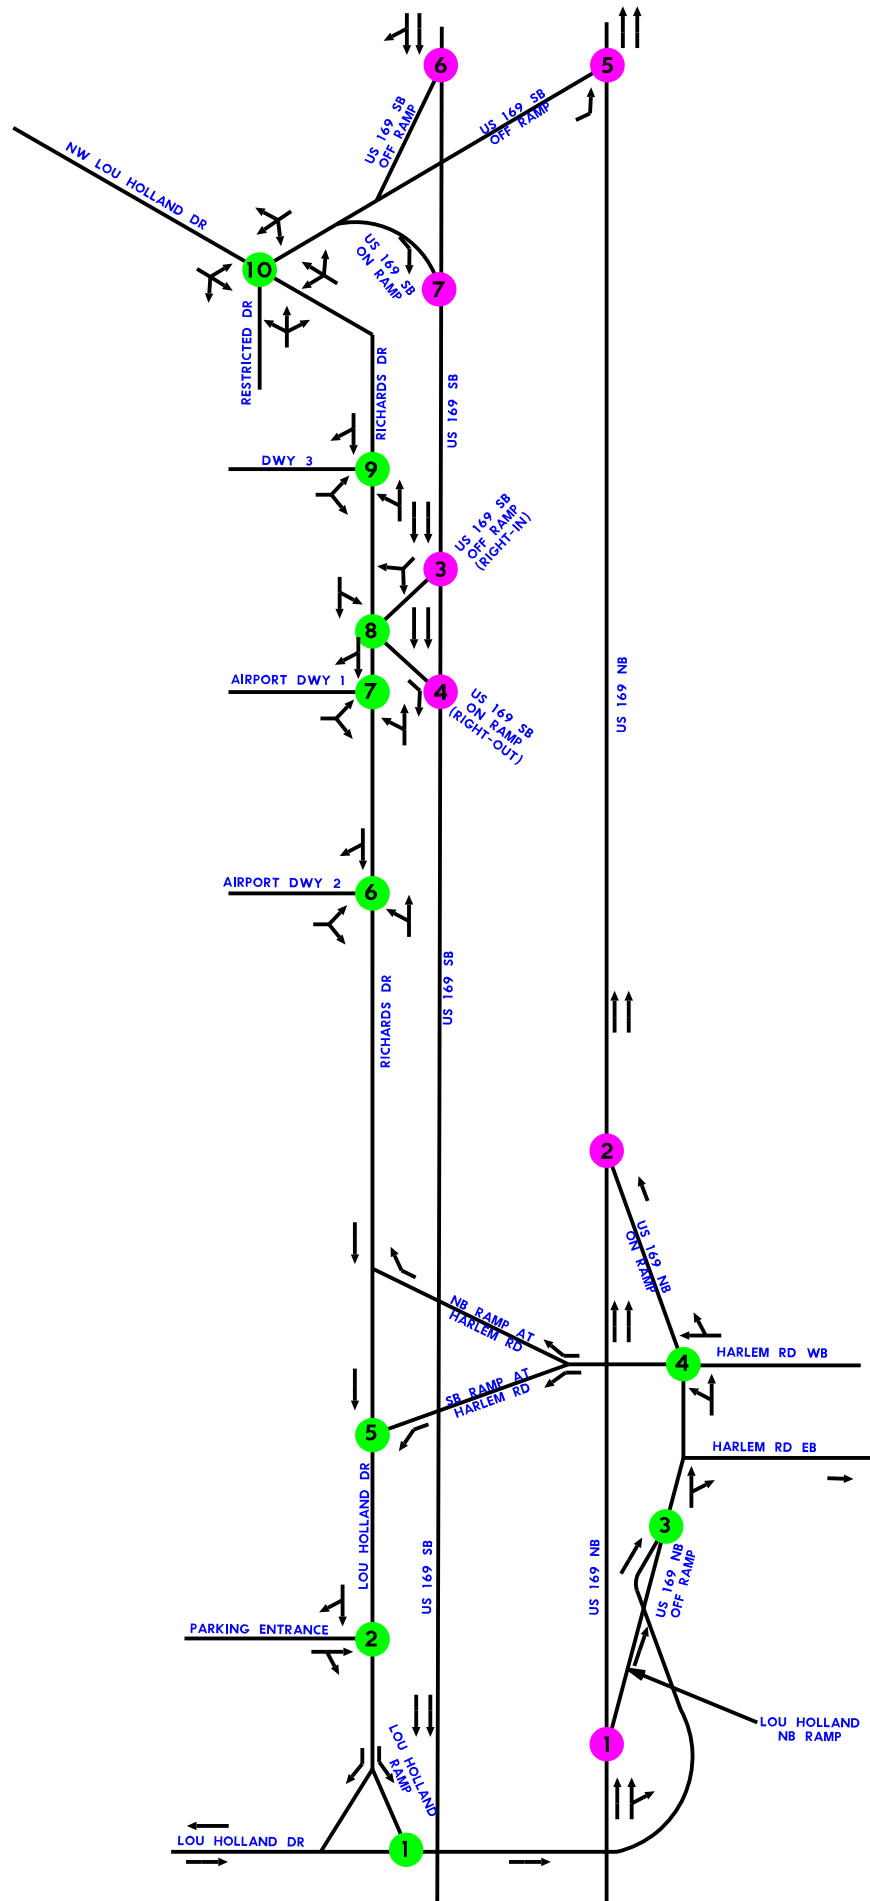 6
5
US 169 SB
OFF RAMP
US 169 SB
OFF RAMP
NW LOU HOLLAND DR
10
US 169 SB
ON RAMP
7
RESTRICTED DR
RICHARDS DR
US 169 SB
DWY 3
9
US 169 SB
OFF RAMP
(RIGHT-IN)
3
8
AIRPORT DWY 1
7
4
US 169 SB
ON RAMP
(RIGHT-OUT)
US 169 NB
AIRPORT DWY 2
6
US 169 SB
RICHARDS DR
2
US 169 NB
ON RAMP
NB RAMP AT
HARLEM RD
4
HARLEM RD WB
SB RAMP AT
HARLEM RD
5
HARLEM RD EB
LOU HOLLAND DR
3
US 169 SB
US 169 NB
US 169 NB
OFF RAMP
PARKING ENTRANCE
2
LOU HOLLAND
NB RAMP
1
LOU HOLLAND
RAMP
LOU HOLLAND DR
1